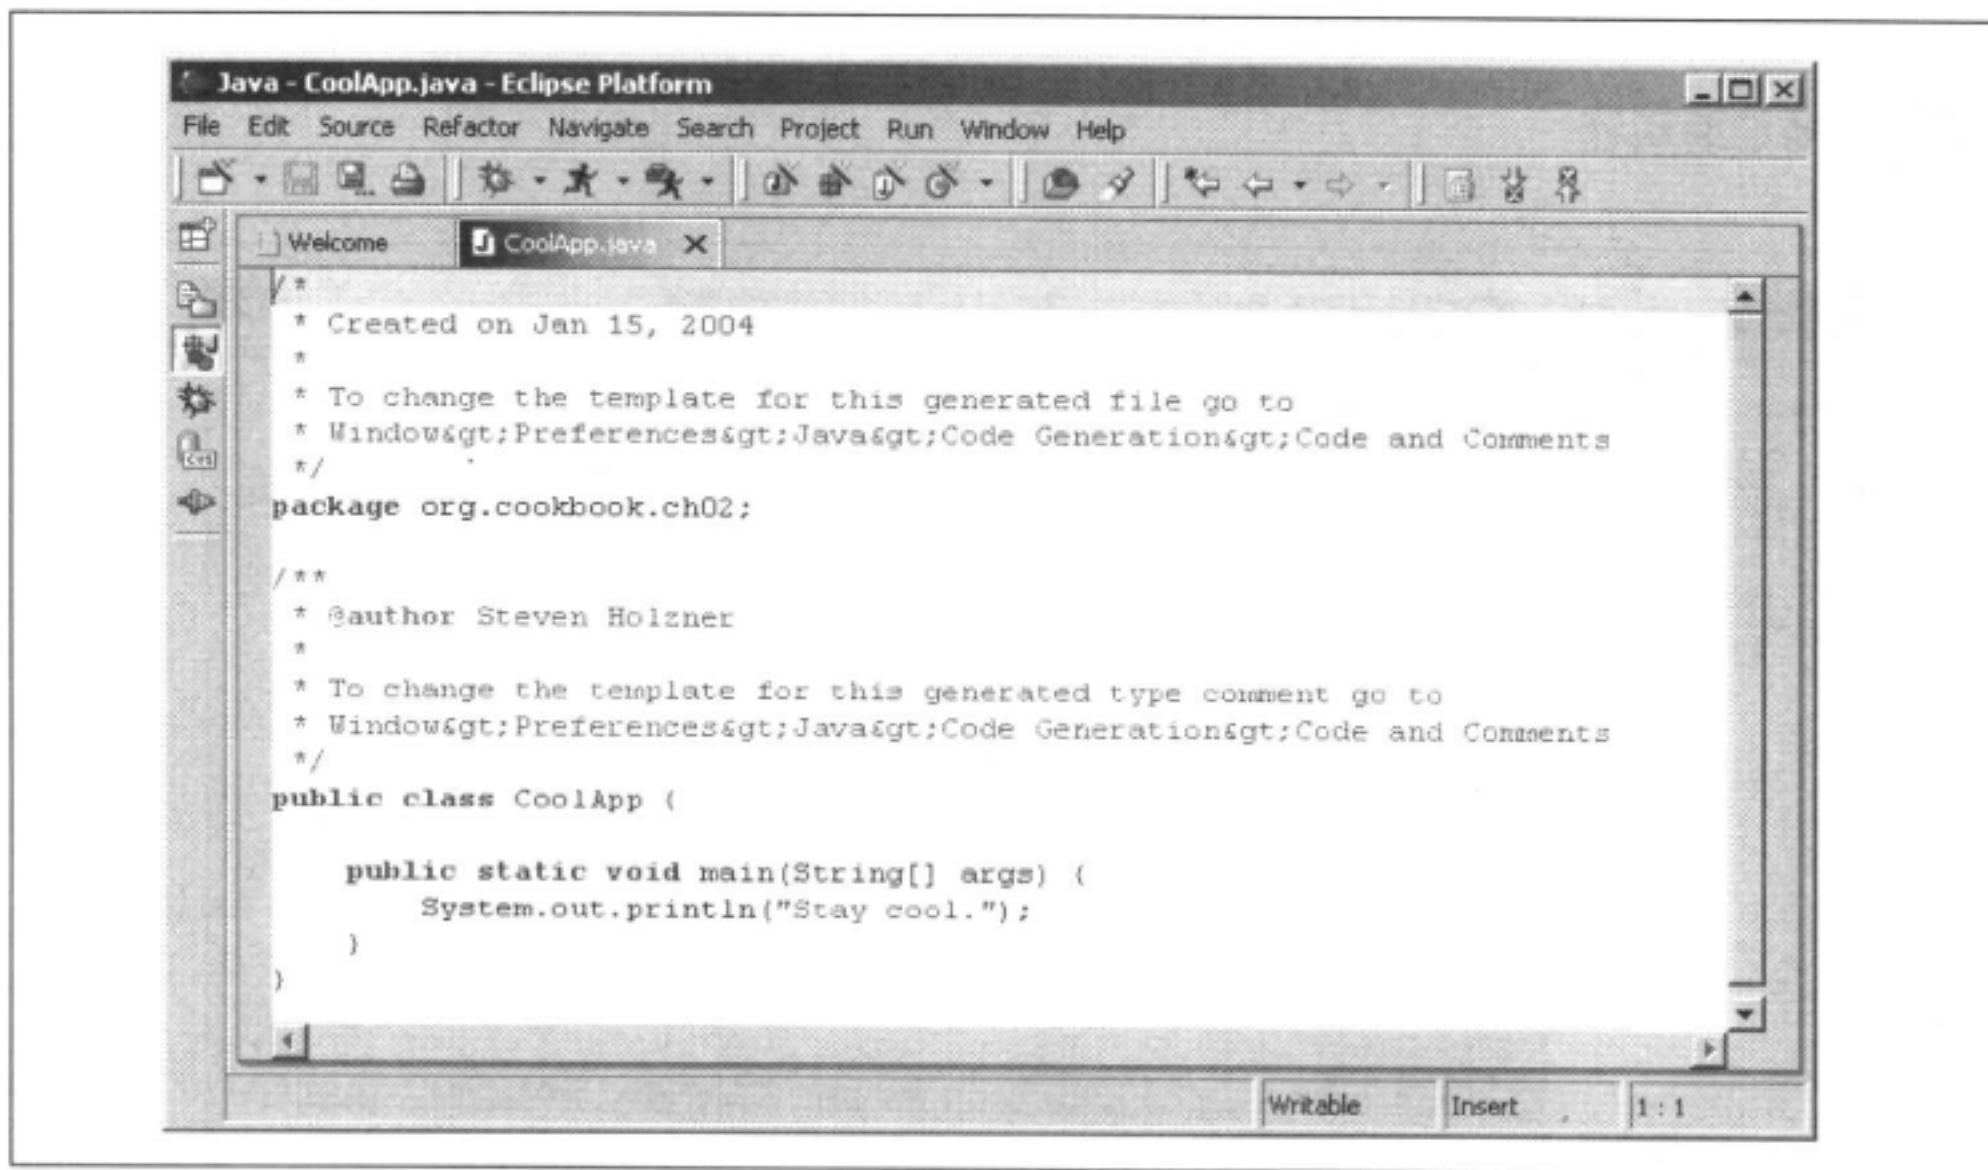 Java - CoolApp.java - Eclipse Platform
File Edit Source Refactor Navigate Search Project Run Window Help
Welcome CoolApp.java
/*
 * Created on Jan 15, 2004
 *
 * To change the template for this generated file go to
 * Window&gt;Preferences&gt;Java&gt;Code Generation&gt;Code and Comments
 */
package org.cookbook.ch02;
/**
 * @author Steven Holzner
 *
 * To change the template for this generated type comment go to
 * Window&gt;Preferences&gt;Java&gt;Code Generation&gt;Code and Comments
 */
public class CoolApp {
    public static void main(String[] args) {
        System.out.println("Stay cool.");
    }
}
Writable Insert 1 : 1